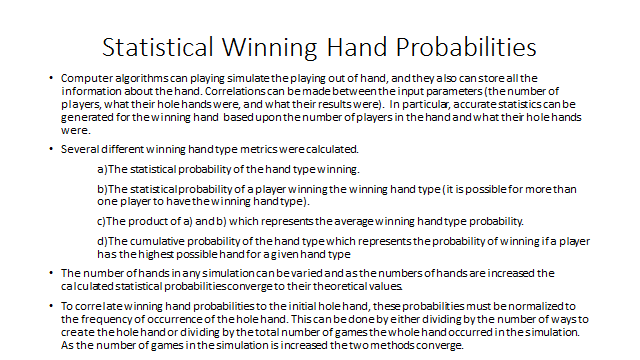 Statistical Winning Hand Probabilities
• Computer algorithms can playing simulate the playing out of hand, and they also can store all the
information about the hand. Correlations can be made between the input parameters (the number of
players, what their hole hands were, and what their results were). In particular, accurate statistics can be
generated for the winning hand based upon the number of players in the hand and what their hole hands
were.
• Several different winning hand type metrics were calculated.
a)The statistical probability of the hand type winning.
b)The statistical probability of a player winning the winning hand type (it is possible for more than
one player to have the winning hand type).
c)The product of a) and b) which represents the average winning hand type probability.
d)The cumulative probability of the hand type which represents the probability of winning if a player
has the highest possible hand for a given hand type
• The number of hands in any simulation can be varied and as the numbers of hands are increased the
calculated statistical probabilities converge to their theoretical values.
• To correlate winning hand probabilities to the initial hole hand, these probabilities must be normalized to
the frequency of occurrence of the hole hand. This can be done by either dividing by the number of ways to
create the hole hand or dividing by the total number of games the whole hand occurred in the simulation.
As the number of games in the simulation is increased the two methods converge.